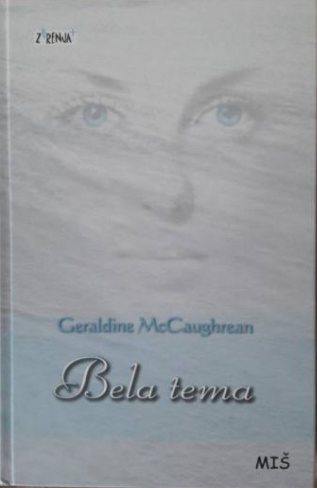 Z*RENJA*
Geraldine McCaughrean
Bela tema
MIŠ